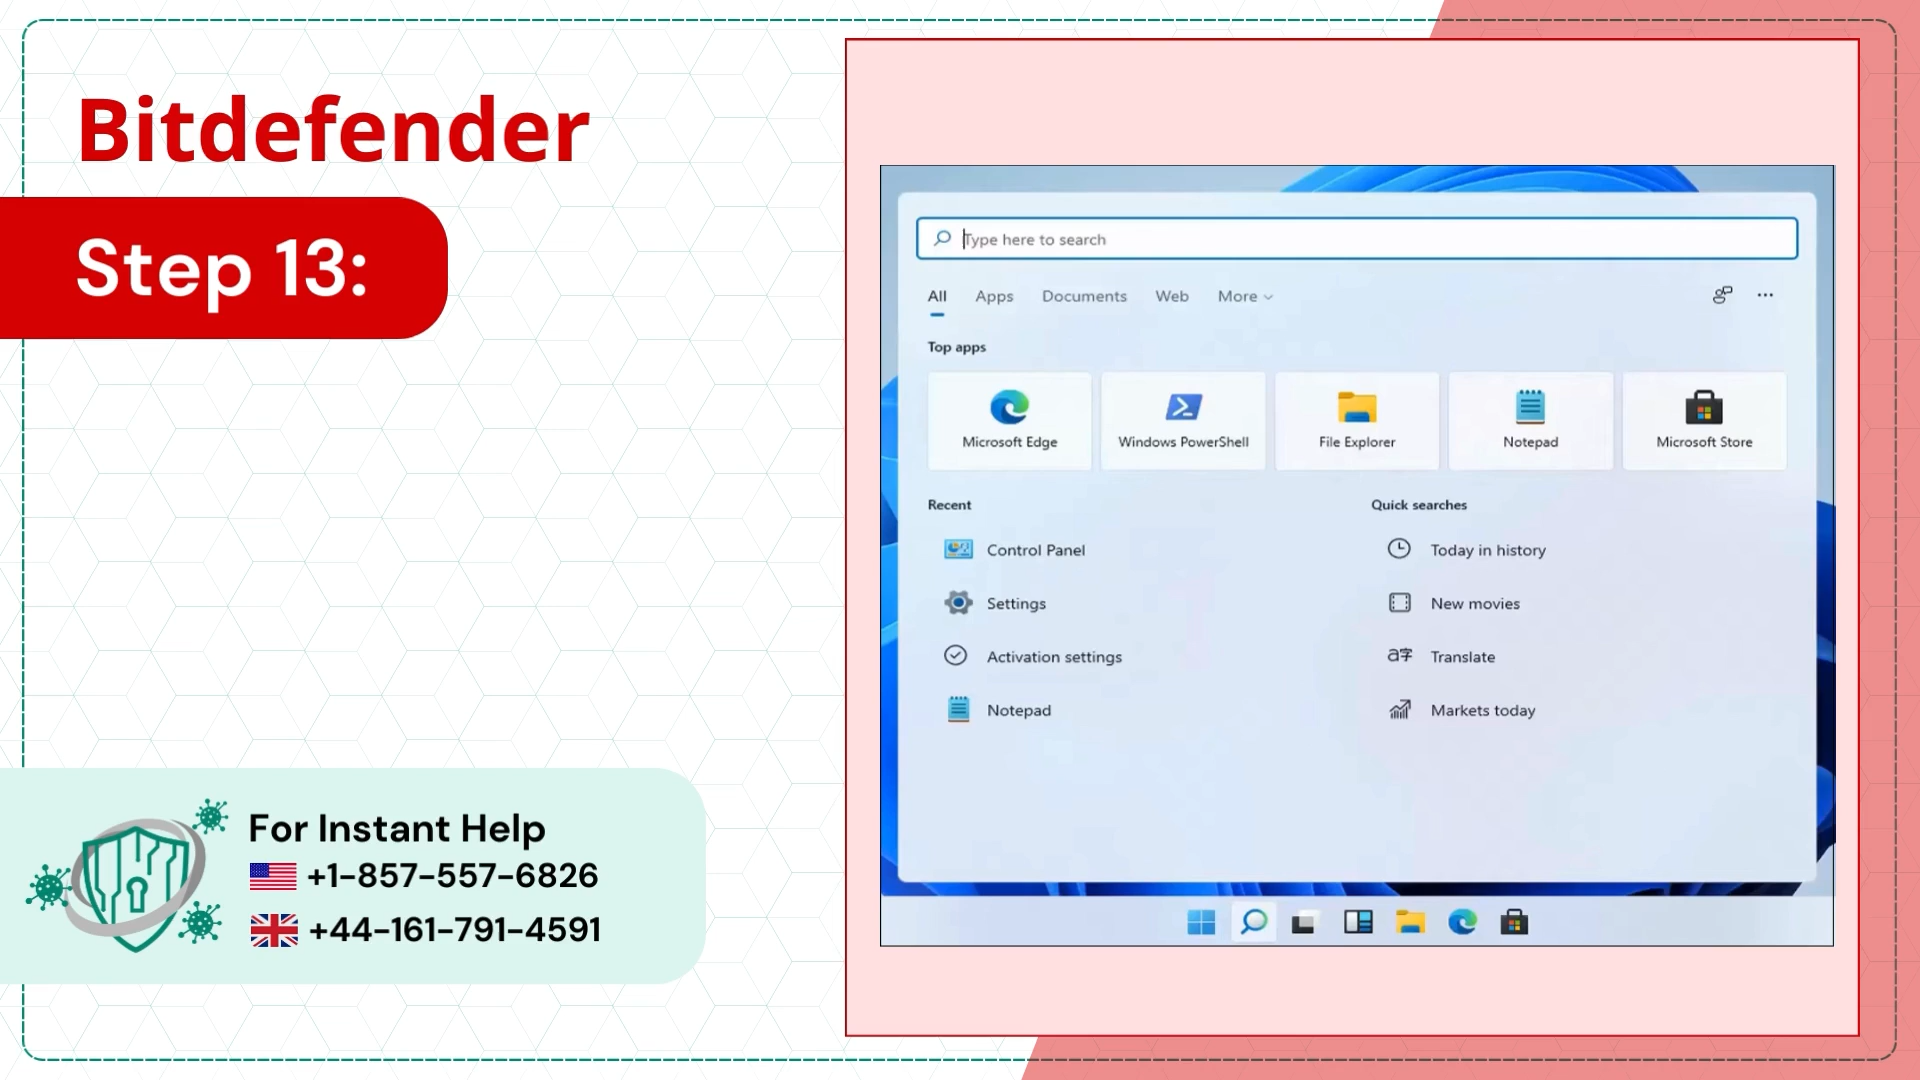 Bitdefender
Step 13:
For Instant Help
+1-857-557-6826
+44-161-791-4591
Type here to search
All Apps Documents Web More
Top apps
Microsoft Edge Windows PowerShell File Explorer Notepad Microsoft Store
Recent
Control Panel
Settings
Activation settings
Notepad
Quick searches
Today in history
New movies
a字 Translate
Markets today